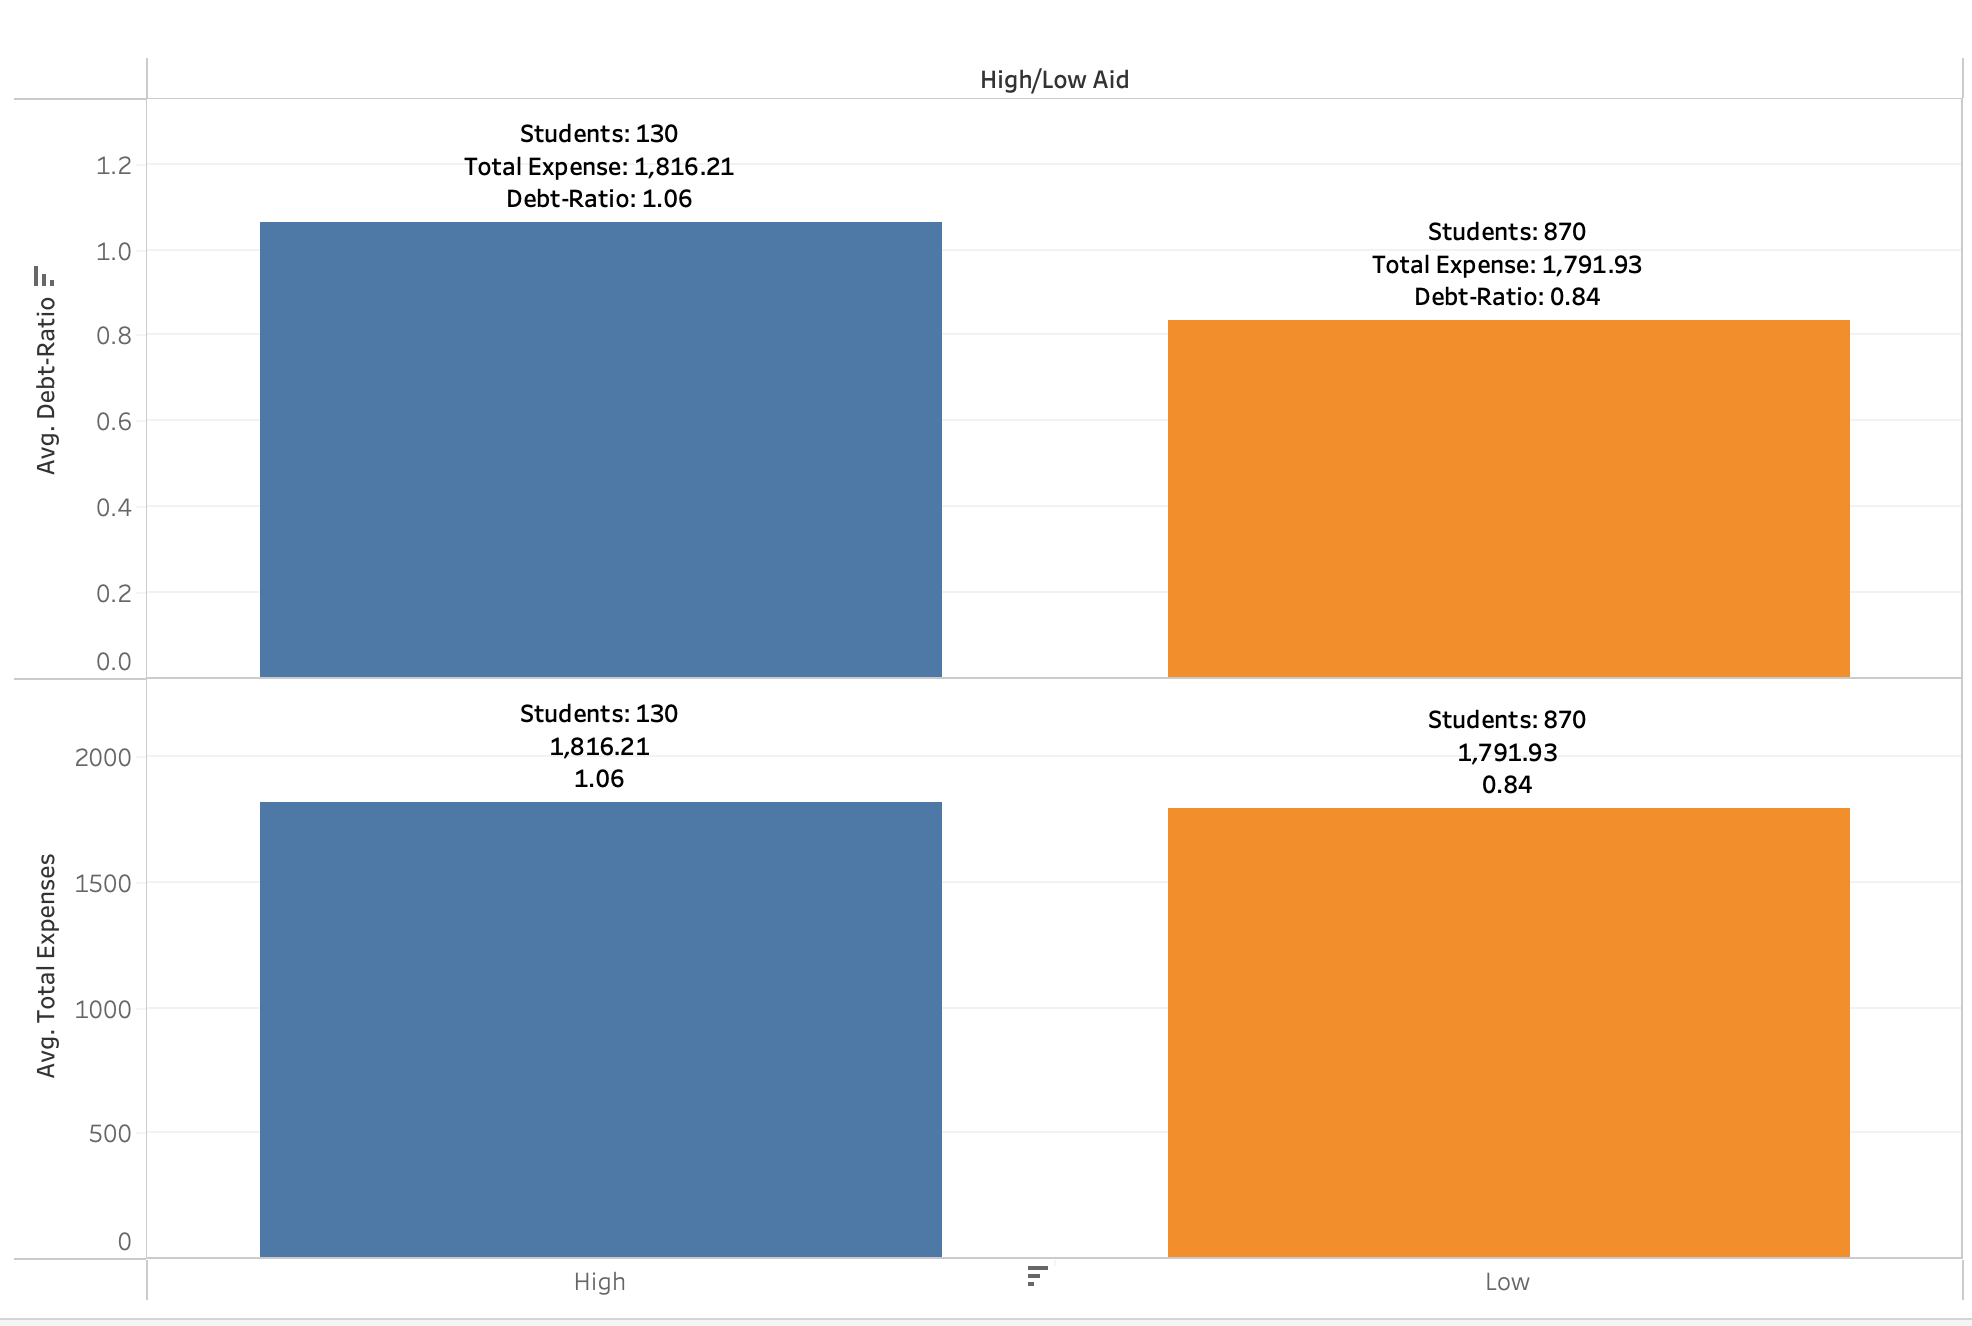 High/Low Aid
Students: 130
Total Expense: 1,816.21
Debt-Ratio: 1.06
Students: 870
Total Expense: 1,791.93
Debt-Ratio: 0.84
Avg. Debt-Ratio
1.2
1.0
0.8
0.6
0.4
0.2
0.0
Students: 130
1,816.21
1.06
Students: 870
1,791.93
0.84
Avg. Total Expenses
2000
1500
1000
500
0
High
Low